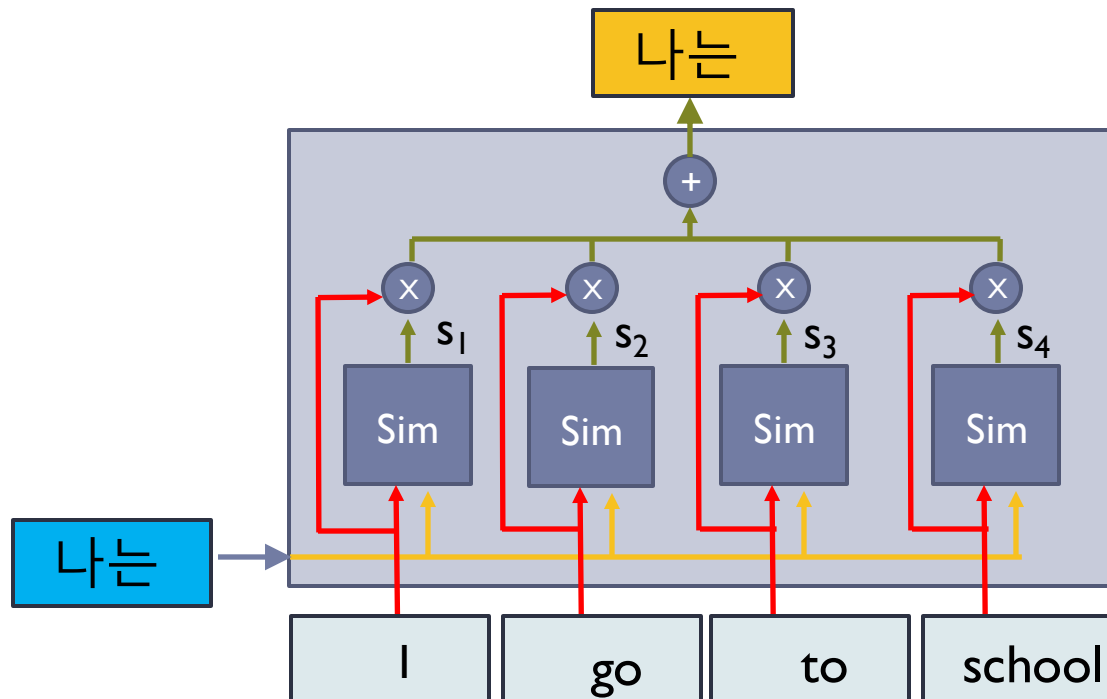 나는
+
X X X X
s₁ s₂ s₃ s₄
Sim Sim Sim Sim
나는
I go to school